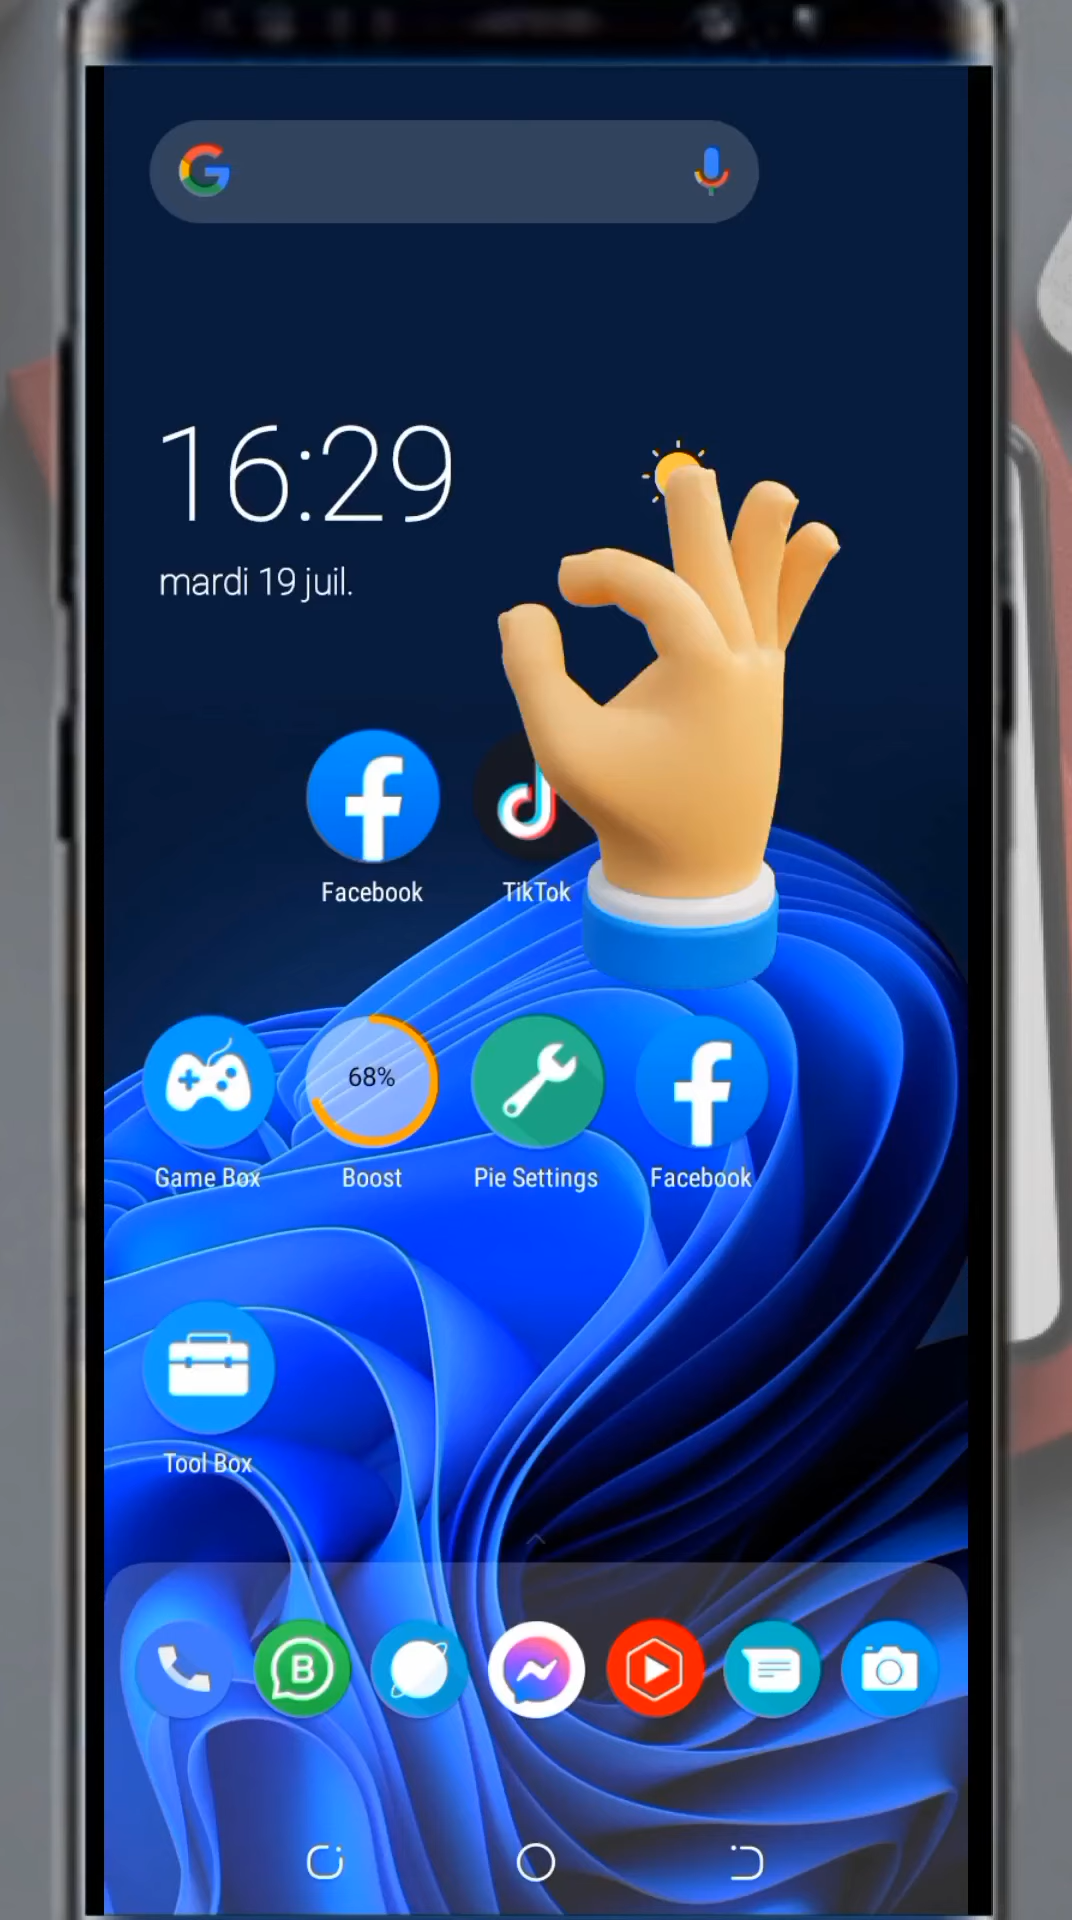 16:29
mardi 19 juil.
Facebook
TikTok
68%
Game Box
Boost
Pie Settings
Facebook
Tool Box